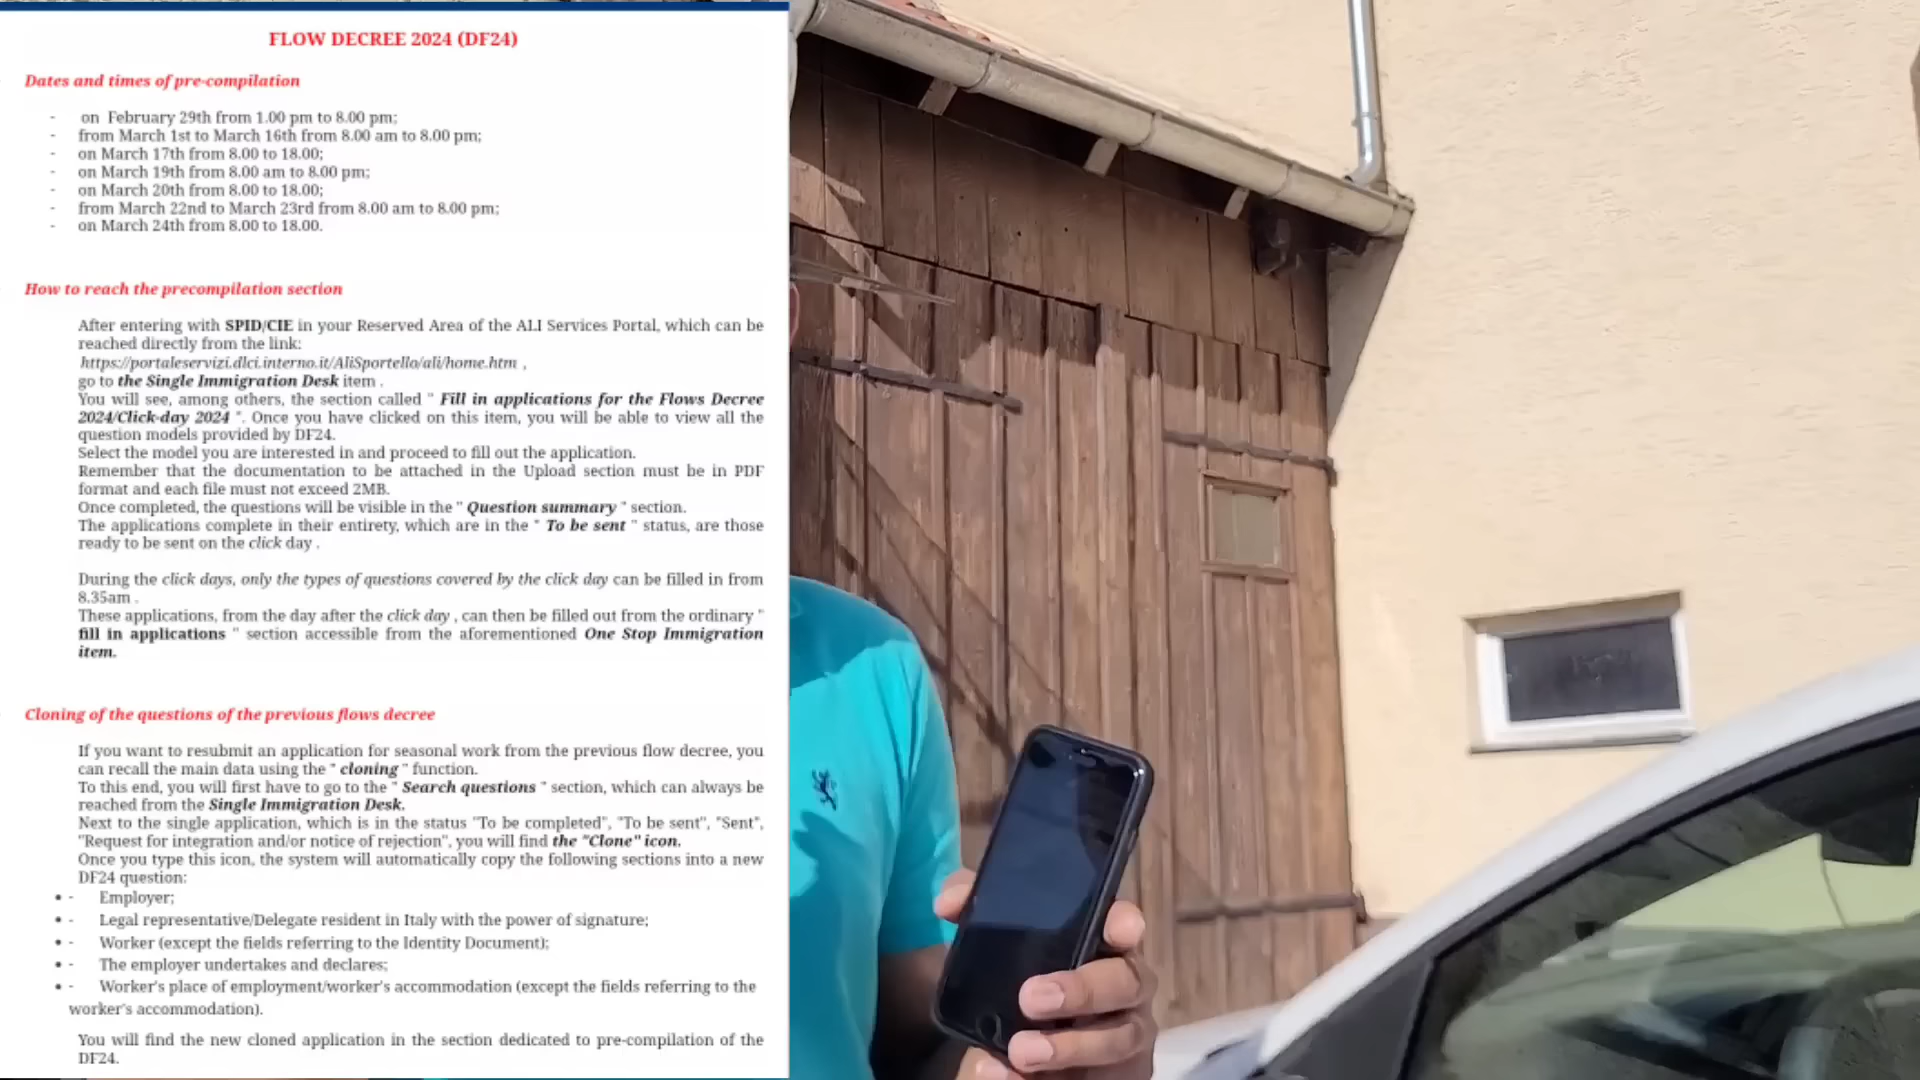 FLOW DECREE 2024 (DF24)
Dates and times of pre-compilation
- on February 29th from 1.00 pm to 8.00 pm;
- from March 1st to March 16th from 8.00 am to 8.00 pm;
- on March 17th from 8.00 to 18.00;
- on March 19th from 8.00 am to 8.00 pm;
- on March 20th from 8.00 to 18.00;
- from March 22nd to March 23rd from 8.00 am to 8.00 pm;
- on March 24th from 8.00 to 18.00.
How to reach the precompilation section
After entering with SPID/CIE in your Reserved Area of the ALI Services Portal, which can be
reached directly from the link:
https://portaleservizi.dlci.interno.it/AliSportello/ali/home.htm ,
go to the Single Immigration Desk item .
You will see, among others, the section called " Fill in applications for the Flows Decree
2024/Click-day 2024 ". Once you have clicked on this item, you will be able to view all the
question models provided by DF24.
Select the model you are interested in and proceed to fill out the application.
Remember that the documentation to be attached in the Upload section must be in PDF
format and each file must not exceed 2MB.
Once completed, the questions will be visible in the " Question summary " section.
The applications complete in their entirety, which are in the " To be sent " status, are those
ready to be sent on the click day .
During the click days, only the types of questions covered by the click day can be filled in from
8.35am .
These applications, from the day after the click day , can then be filled out from the ordinary "
fill in applications " section accessible from the aforementioned One Stop Immigration
item.
Cloning of the questions of the previous flows decree
If you want to resubmit an application for seasonal work from the previous flow decree, you
can recall the main data using the " cloning " function.
To this end, you will first have to go to the " Search questions " section, which can always be
reached from the Single Immigration Desk.
Next to the single application, which is in the status "To be completed", "To be sent", "Sent",
"Request for integration and/or notice of rejection", you will find the "Clone" icon.
Once you type this icon, the system will automatically copy the following sections into a new
DF24 question:
• - Employer;
• - Legal representative/Delegate resident in Italy with the power of signature;
• - Worker (except the fields referring to the Identity Document);
• - The employer undertakes and declares;
• - Worker's place of employment/worker's accommodation (except the fields referring to the
worker's accommodation).
You will find the new cloned application in the section dedicated to pre-compilation of the
DF24.